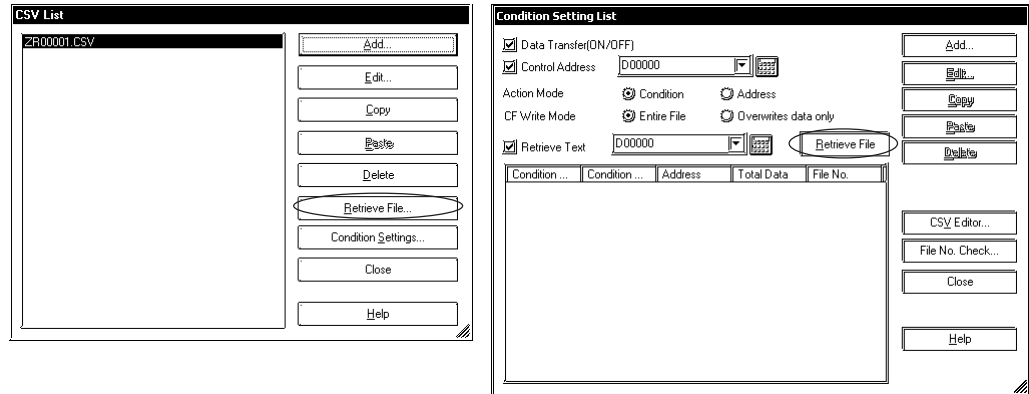 CSV List
ZR00001.CSV
Add...
Edit...
Copy
Paste
Delete
Retrieve File...
Condition Settings...
Close
Help
Condition Setting List
Data Transfer(ON/OFF)
Control Address D00000
Action Mode Condition Address
CF Write Mode Entire File Overwrites data only
Retrieve Text D00000 Retrieve File
Condition ... Condition ... Address Total Data File No.
Add...
Edit...
Copy
Paste
Delete
CSV Editor...
File No. Check...
Close
Help